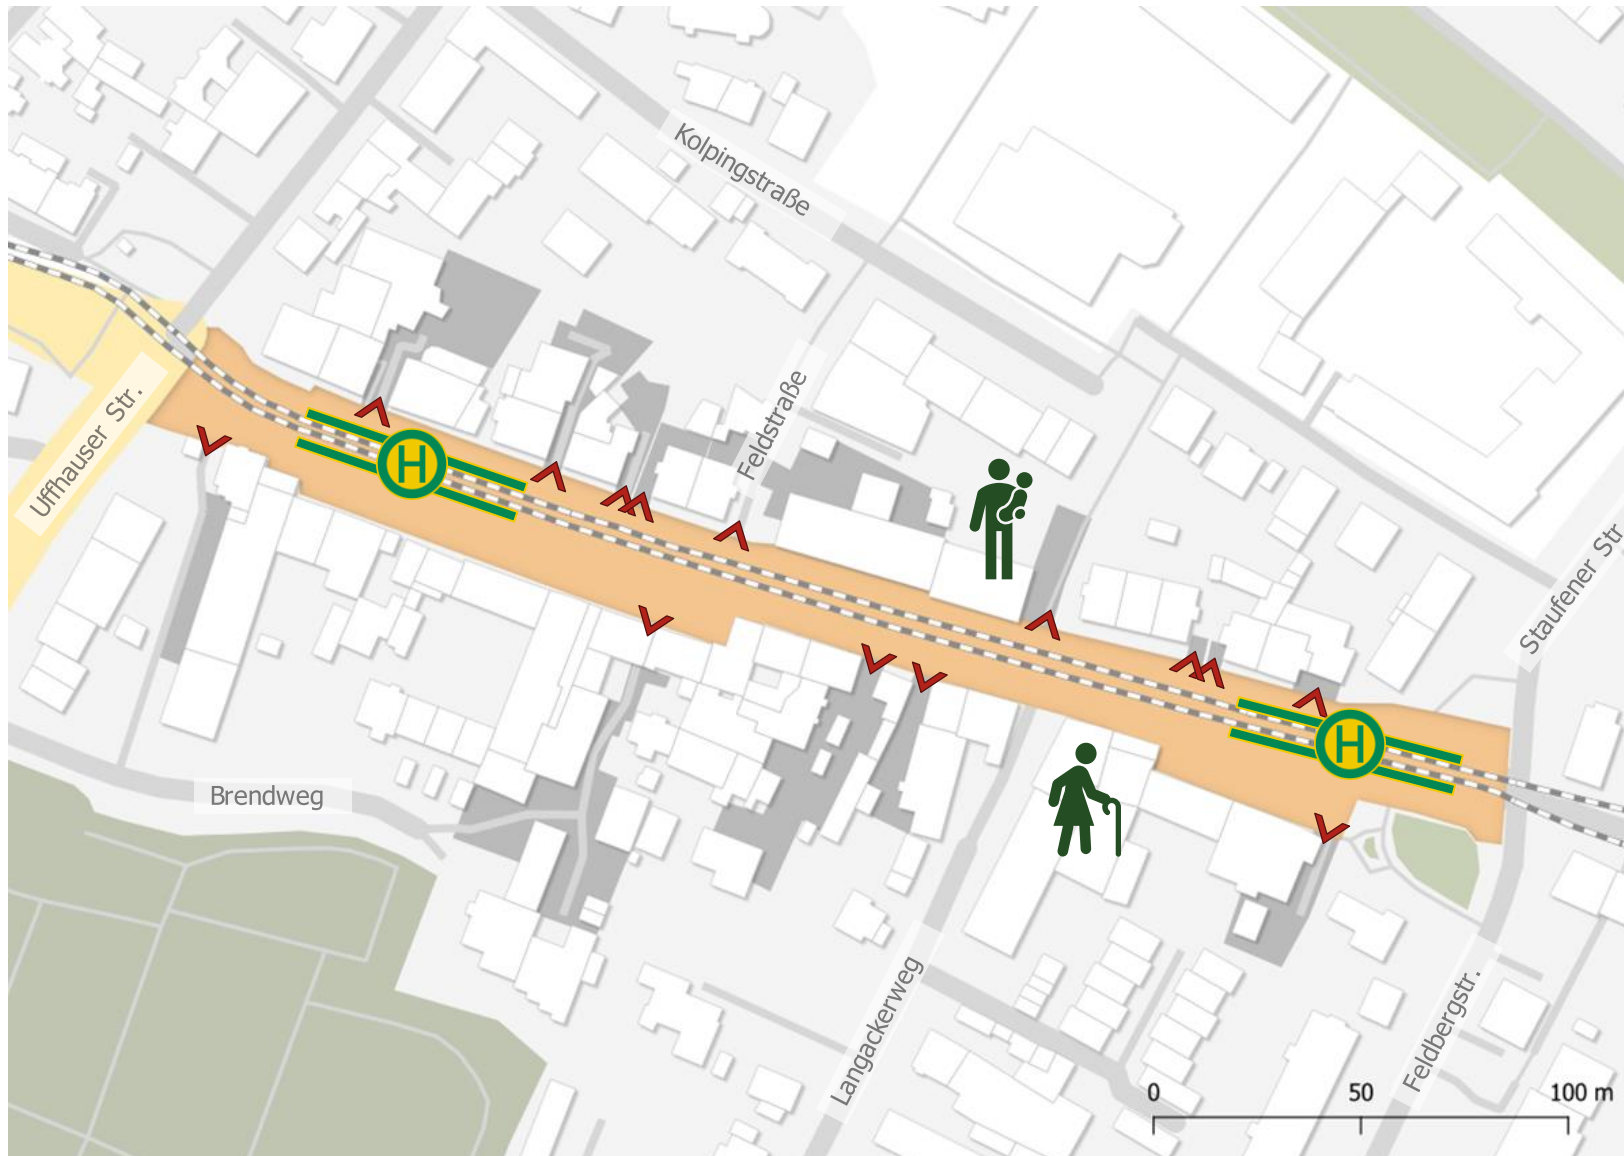 Kolpingstraße
Uffhauser Str.
H
Feldstraße
Staufener Str
H
Brendweg
Langackerweg
Feldbergstr.
0 50 100 m